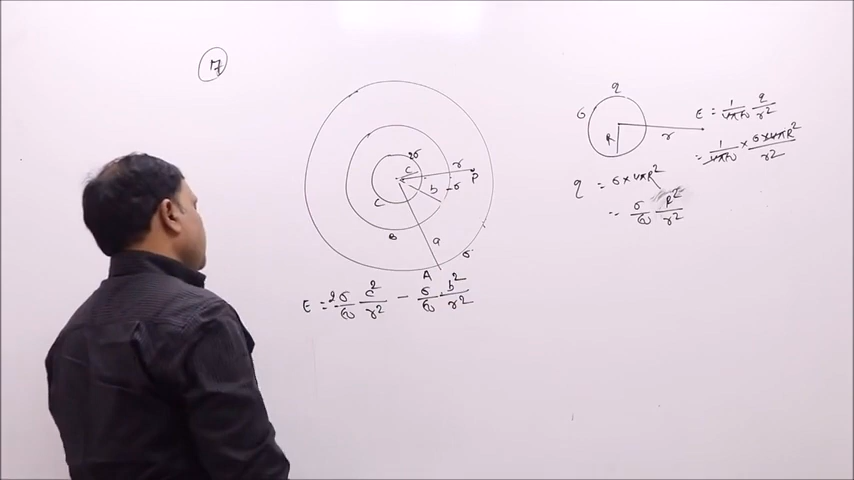 17
2σ
C
r
P
b
-σ
C
B
a
σ
A
E = 2σ/ε₀ c²/r² - σ/ε₀ · b²/r²
q
σ
R
r
E = 1/4πε₀ q/r²
= 1/4πε₀ × σ×4πR²/r²
q = σ×4πR²
= σ/ε₀ R²/r²